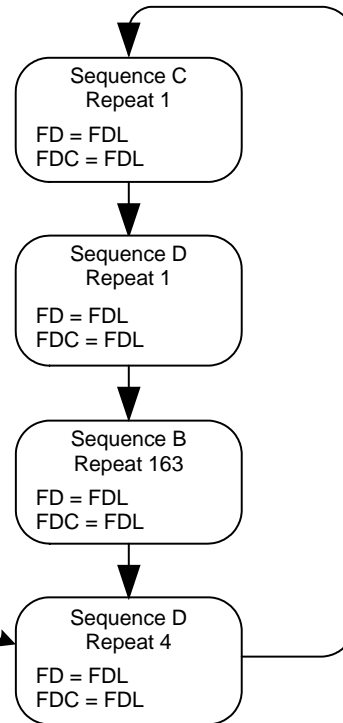 Sequence C
Repeat 1
FD = FDL
FDC = FDL
Sequence D
Repeat 1
FD = FDL
FDC = FDL
Sequence B
Repeat 163
FD = FDL
FDC = FDL
Sequence D
Repeat 4
FD = FDL
FDC = FDL